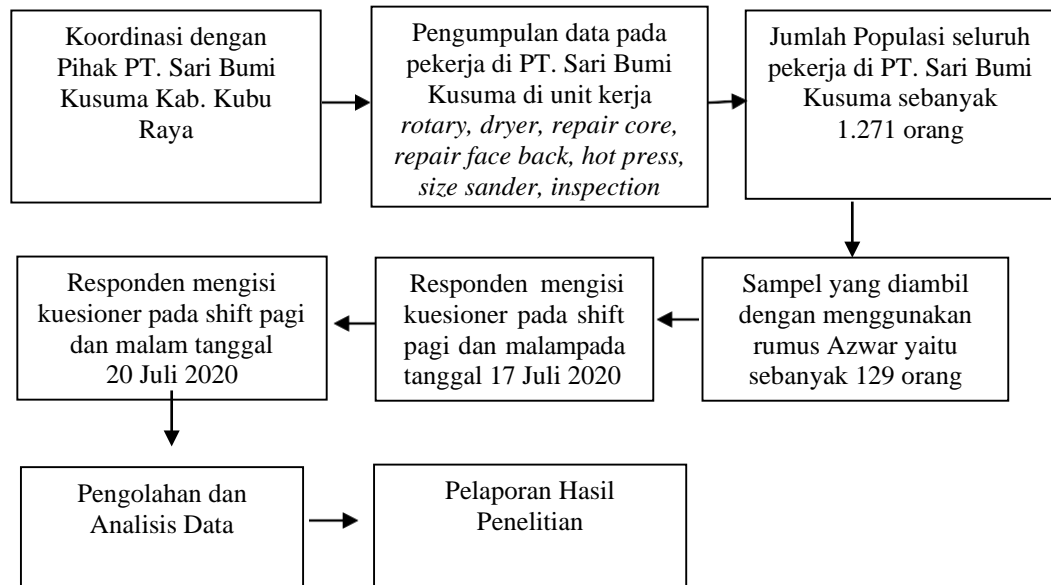 Koordinasi dengan
Pihak PT. Sari Bumi
Kusuma Kab. Kubu
Raya
Pengumpulan data pada
pekerja di PT. Sari Bumi
Kusuma di unit kerja
rotary, dryer, repair core,
repair face back, hot press,
size sander, inspection
Jumlah Populasi seluruh
pekerja di PT. Sari Bumi
Kusuma sebanyak
1.271 orang
Sampel yang diambil
dengan menggunakan
rumus Azwar yaitu
sebanyak 129 orang
Responden mengisi
kuesioner pada shift
pagi dan malampada
tanggal 17 Juli 2020
Responden mengisi
kuesioner pada shift pagi
dan malam tanggal
20 Juli 2020
Pengolahan dan
Analisis Data
Pelaporan Hasil
Penelitian